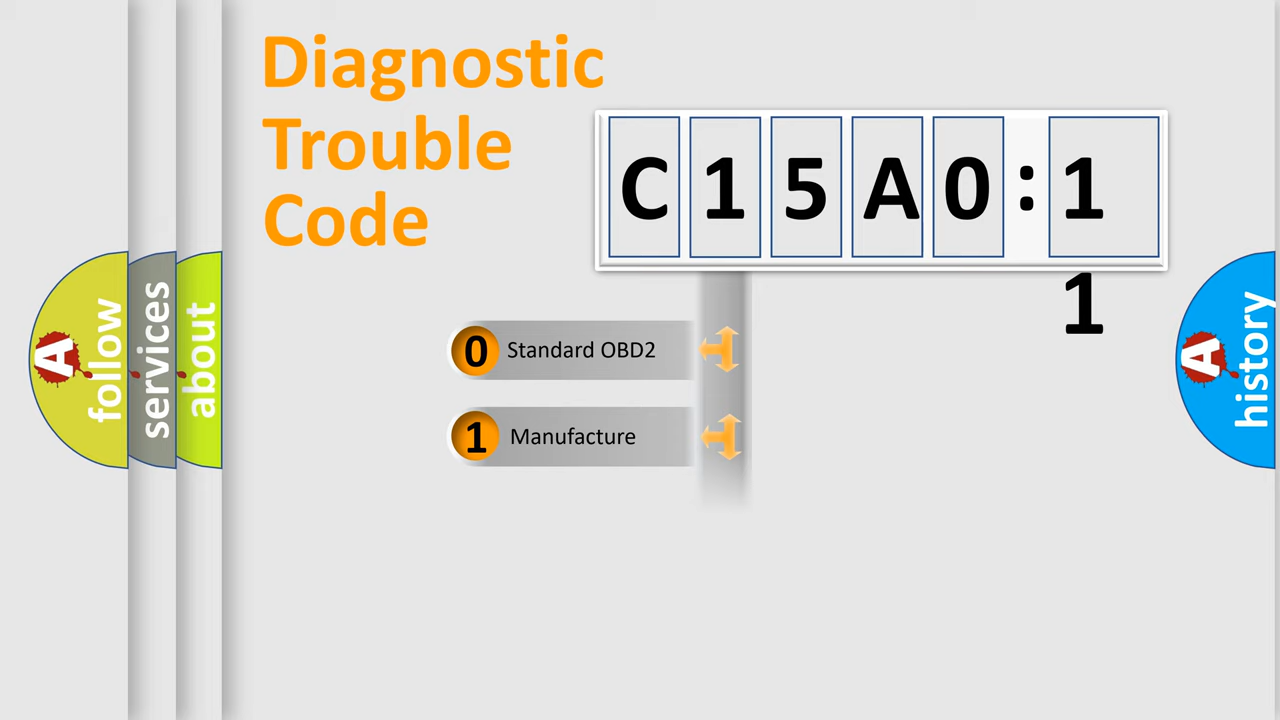 Diagnostic
Trouble
Code
C 1 5 A 0 : 1
1
0 Standard OBD2
1 Manufacture
A follow
services
about
A history